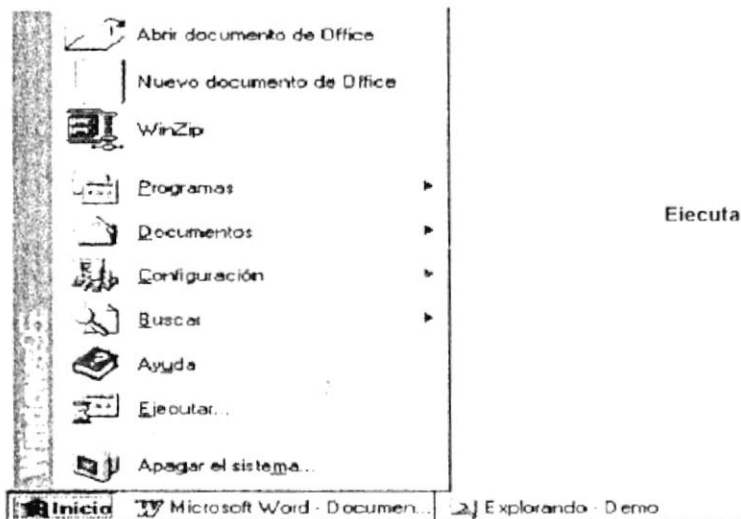 Abrir documento de Office
Nuevo documento de Office
WinZip
Programas
Documentos
Configuración
Buscar
Ayuda
Ejecutar...
Apagar el sistema...
Ejecuta
Inicio
Microsoft Word - Documen...
Explorando - Demo